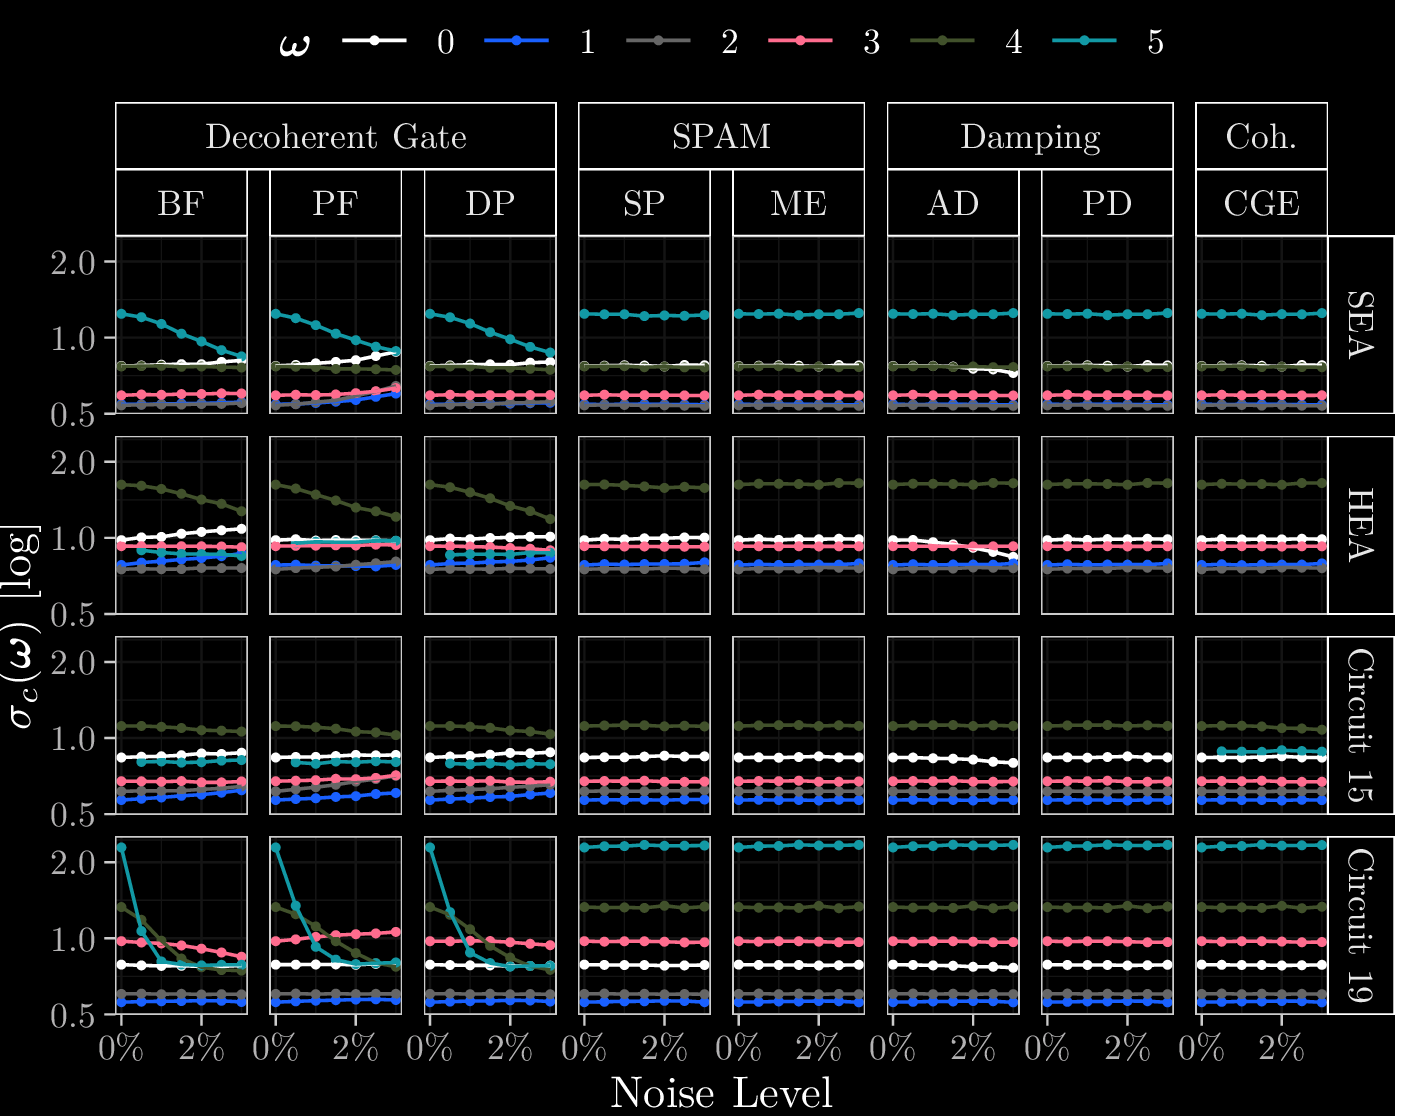 ω 0 1 2 3 4 5
Decoherent Gate SPAM Damping Coh.
BF PF DP SP ME AD PD CGE
2.0
1.0
0.5
SEA
2.0
1.0
0.5
HEA
2.0
1.0
0.5
Circuit 15
2.0
1.0
0.5
Circuit 19
σc(ω) [log]
0% 2% 0% 2% 0% 2% 0% 2% 0% 2% 0% 2% 0% 2% 0% 2%
Noise Level